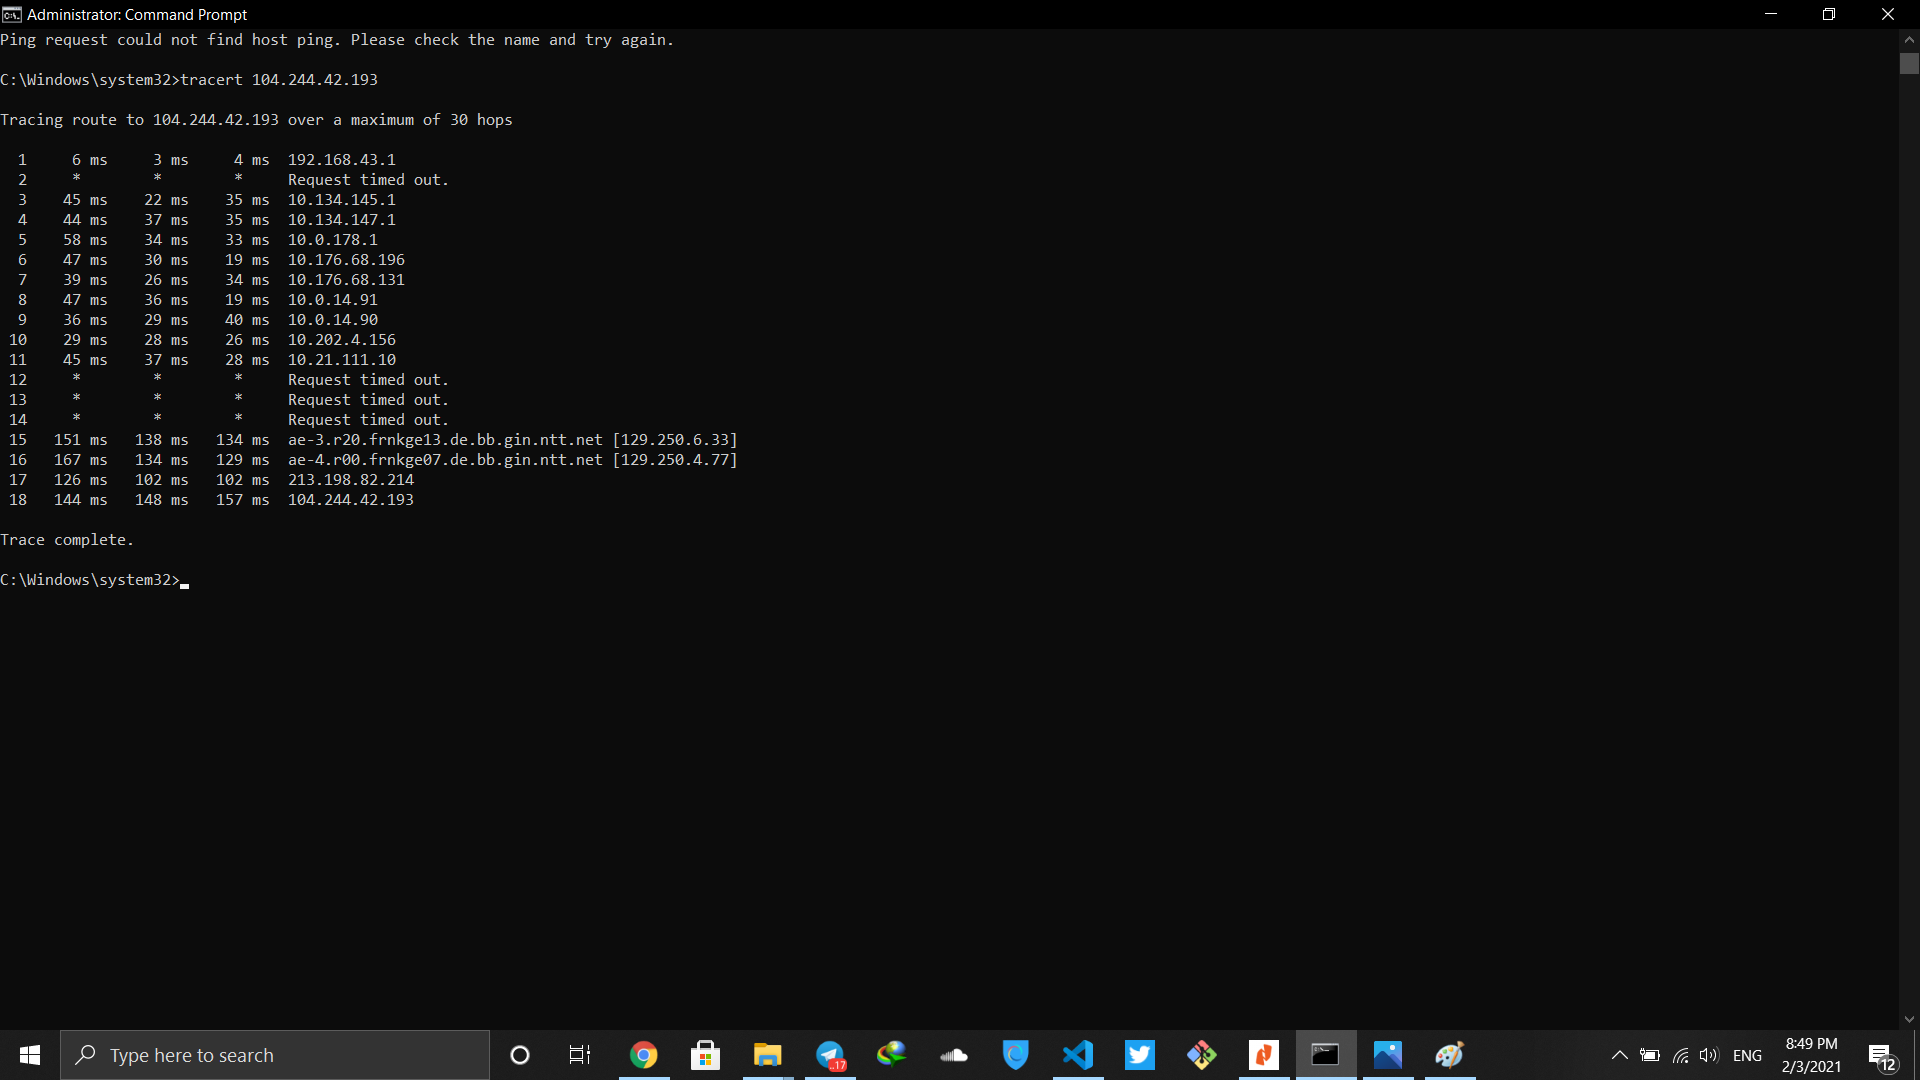 Administrator: Command Prompt
Ping request could not find host ping. Please check the name and try again.
C:\Windows\system32>tracert 104.244.42.193
Tracing route to 104.244.42.193 over a maximum of 30 hops
1 6 ms 3 ms 4 ms 192.168.43.1
2 * * * Request timed out.
3 45 ms 22 ms 35 ms 10.134.145.1
4 44 ms 37 ms 35 ms 10.134.147.1
5 58 ms 34 ms 33 ms 10.0.178.1
6 47 ms 30 ms 19 ms 10.176.68.196
7 39 ms 26 ms 34 ms 10.176.68.131
8 47 ms 36 ms 19 ms 10.0.14.91
9 36 ms 29 ms 40 ms 10.0.14.90
10 29 ms 28 ms 26 ms 10.202.4.156
11 45 ms 37 ms 28 ms 10.21.111.10
12 * * * Request timed out.
13 * * * Request timed out.
14 * * * Request timed out.
15 151 ms 138 ms 134 ms ae-3.r20.frnkge13.de.bb.gin.ntt.net [129.250.6.33]
16 167 ms 134 ms 129 ms ae-4.r00.frnkge07.de.bb.gin.ntt.net [129.250.4.77]
17 126 ms 102 ms 102 ms 213.198.82.214
18 144 ms 148 ms 157 ms 104.244.42.193
Trace complete.
C:\Windows\system32>
Type here to search
..17
ENG
8:49 PM
2/3/2021
12